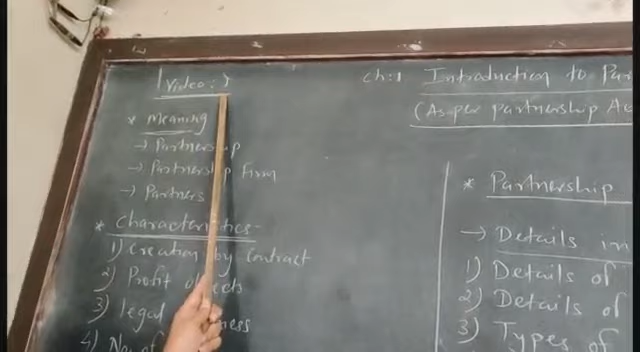 Video:
Ch:1 Introduction to Par
(As per partnership Ac
* Meaning
→ Partnership
→ Partnership Firm
→ Partners
* Characteristics-
1) Creation by Contract
2) Profit objects
3) legal
4) No. of
* Partnership
→ Details in
1) Details of
2) Details of
3) Types of